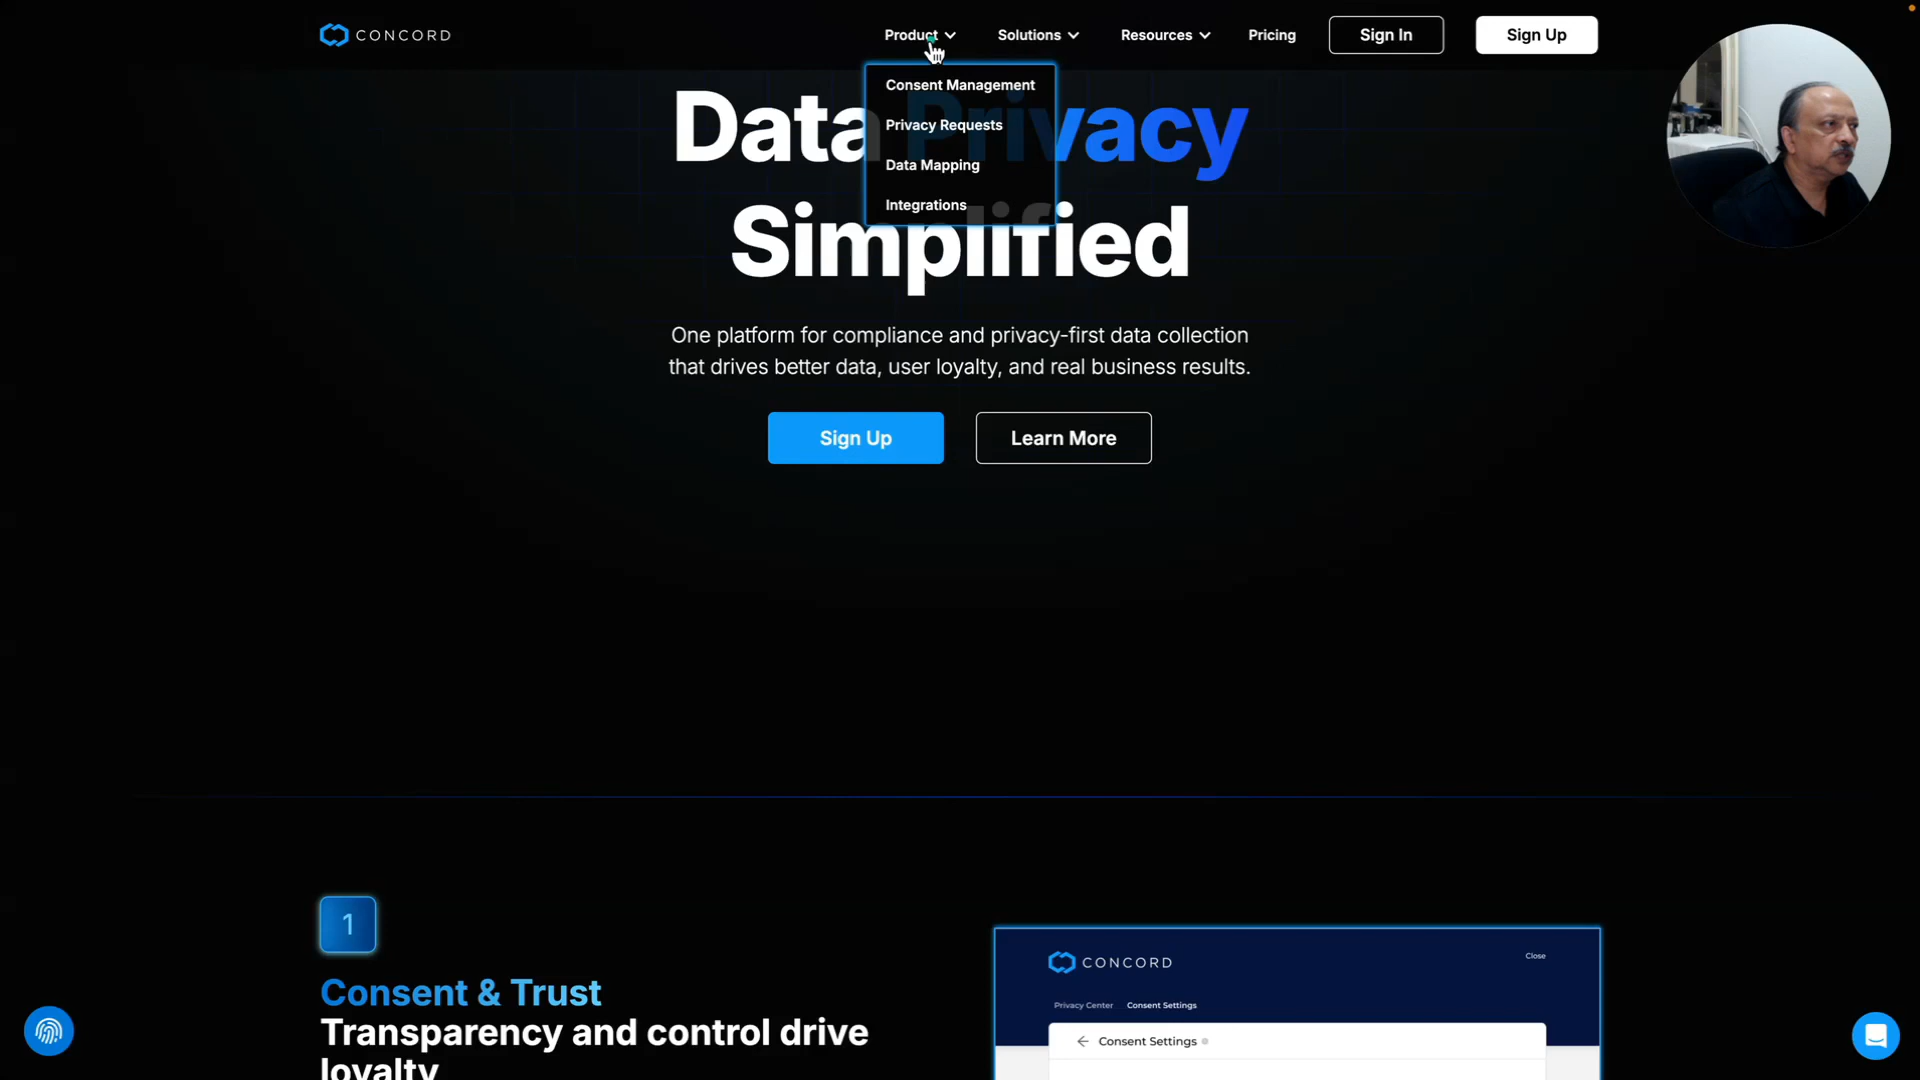 CONCORD
Product
Solutions
Resources
Pricing
Sign In
Sign Up
Consent Management
Privacy Requests
Data Mapping
Integrations
Data Privacy
Simplified
One platform for compliance and privacy-first data collection
that drives better data, user loyalty, and real business results.
Sign Up
Learn More
1
Consent & Trust
Transparency and control drive
loyalty
CONCORD
Close
Privacy Center
Consent Settings
Consent Settings